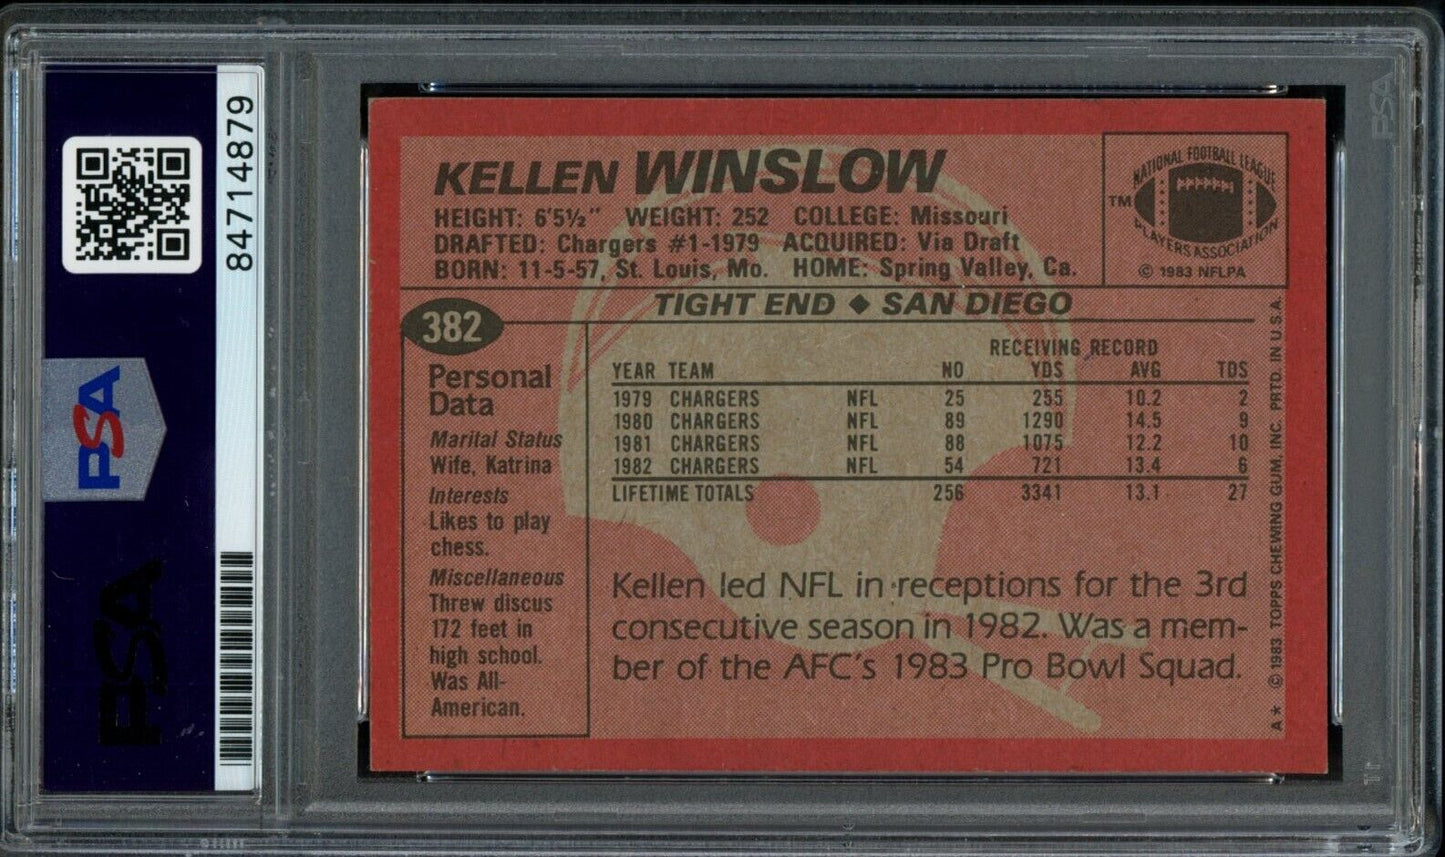 84714879
PSA
PSA
KELLEN WINSLOW
HEIGHT: 6'5½" WEIGHT: 252 COLLEGE: Missouri
DRAFTED: Chargers #1-1979 ACQUIRED: Via Draft
BORN: 11-5-57, St. Louis, Mo. HOME: Spring Valley, Ca.
NATIONAL FOOTBALL LEAGUE
TM
PLAYERS ASSOCIATION
© 1983 NFLPA
TIGHT END ◆ SAN DIEGO
382
Personal
Data
Marital Status
Wife, Katrina
Interests
Likes to play
chess.
Miscellaneous
Threw discus
172 feet in
high school.
Was All-
American.
RECEIVING RECORD
YEAR TEAM NO YDS AVG TDS
1979 CHARGERS NFL 25 255 10.2 2
1980 CHARGERS NFL 89 1290 14.5 9
1981 CHARGERS NFL 88 1075 12.2 10
1982 CHARGERS NFL 54 721 13.4 6
LIFETIME TOTALS 256 3341 13.1 27
Kellen led NFL in receptions for the 3rd
consecutive season in 1982. Was a mem-
ber of the AFC's 1983 Pro Bowl Squad.
A* © 1983 TOPPS CHEWING GUM, INC. PRTD. IN U.S.A.
PSA